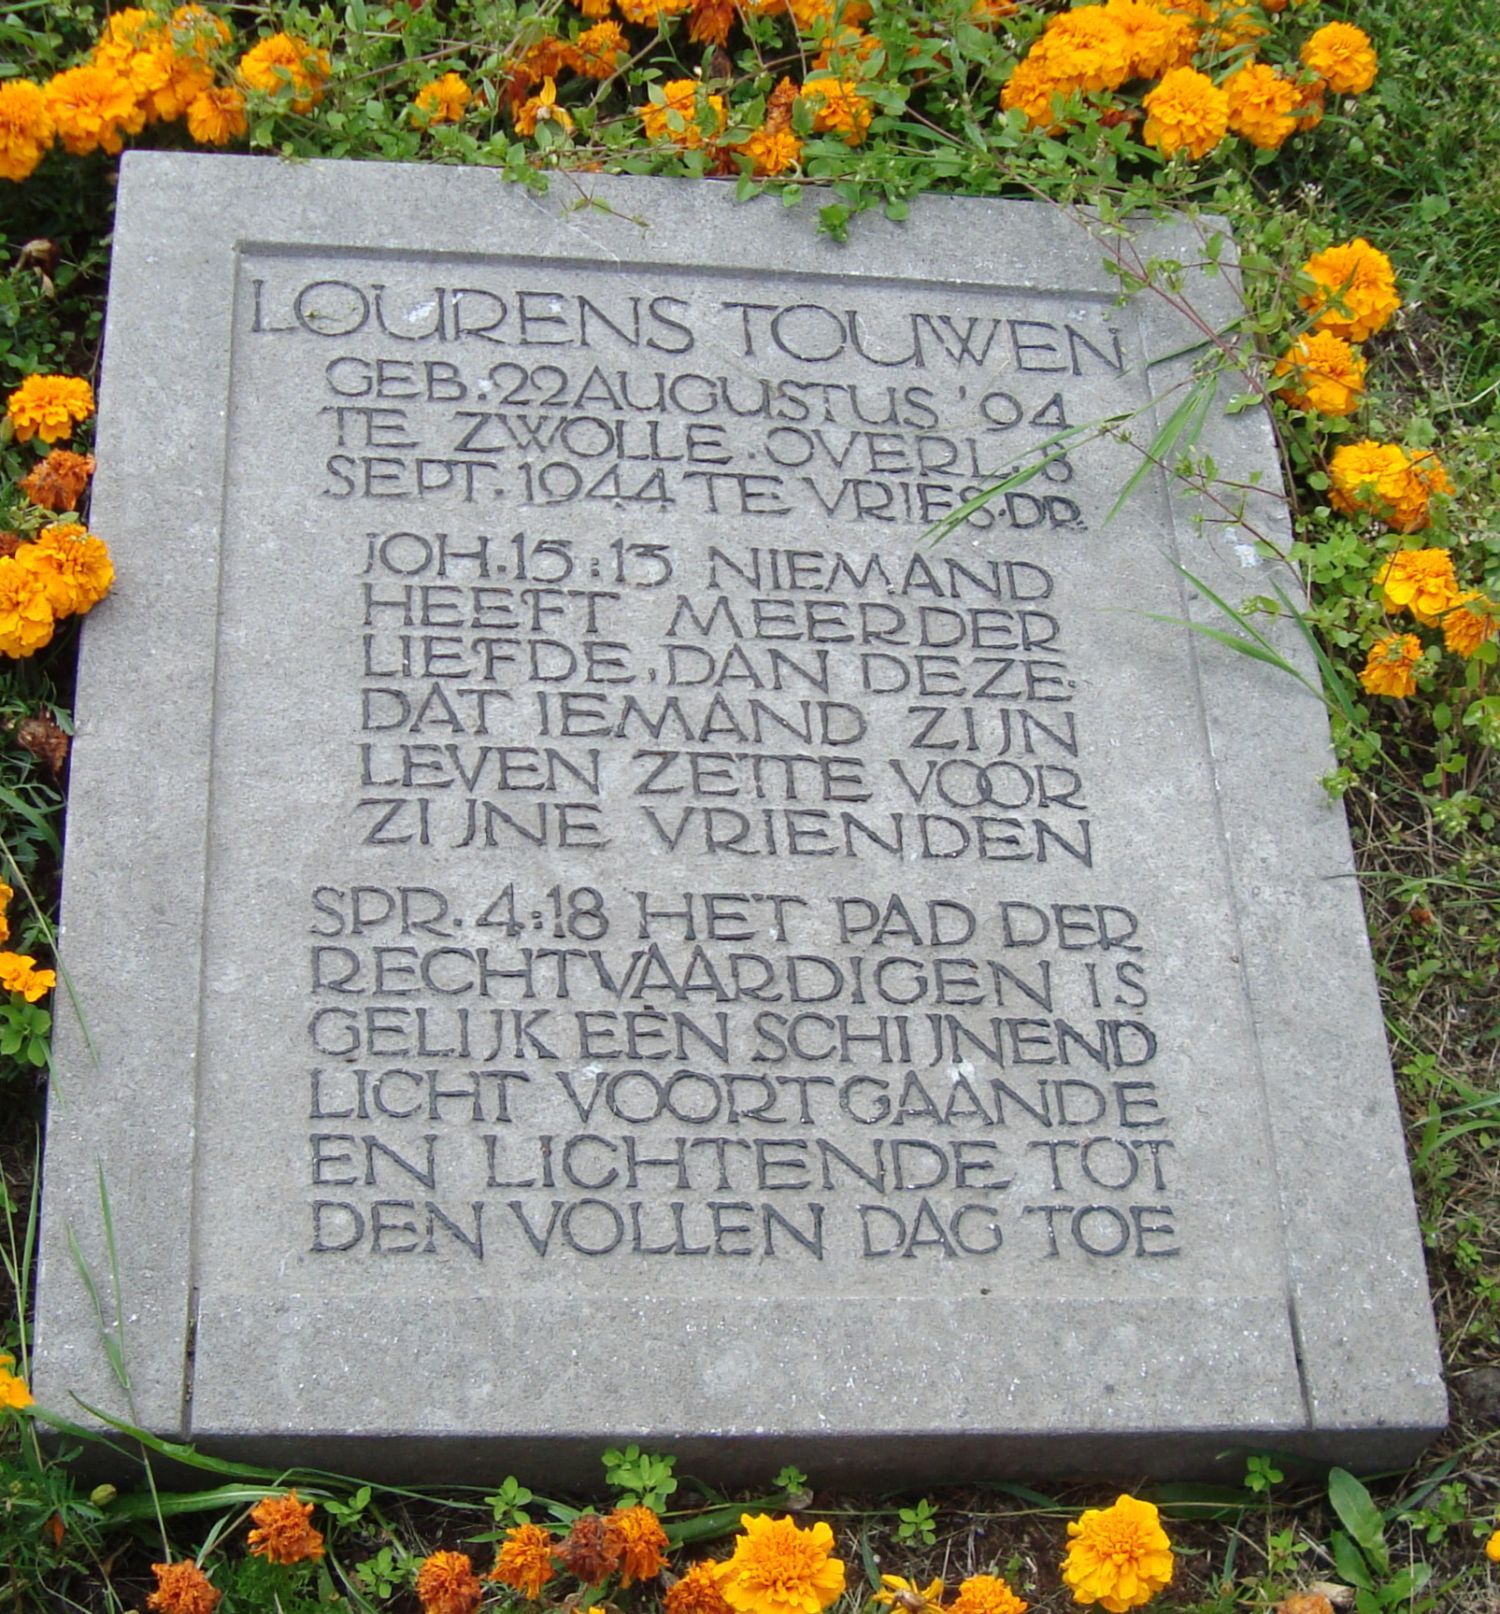 LOURENS TOUWEN
GEB. 22 AUGUSTUS '94
TE ZWOLLE. OVERL. 8
SEPT. 1944 TE VRIES. DR.
JOH. 15:13 NIEMAND
HEEFT MEERDER
LIEFDE, DAN DEZE
DAT IEMAND ZIJN
LEVEN ZETTE VOOR
ZIJNE VRIENDEN
SPR. 4:18 HET PAD DER
RECHTVAARDIGEN IS
GELIJK EEN SCHIJNEND
LICHT VOORTGAANDE
EN LICHTENDE TOT
DEN VOLLEN DAG TOE